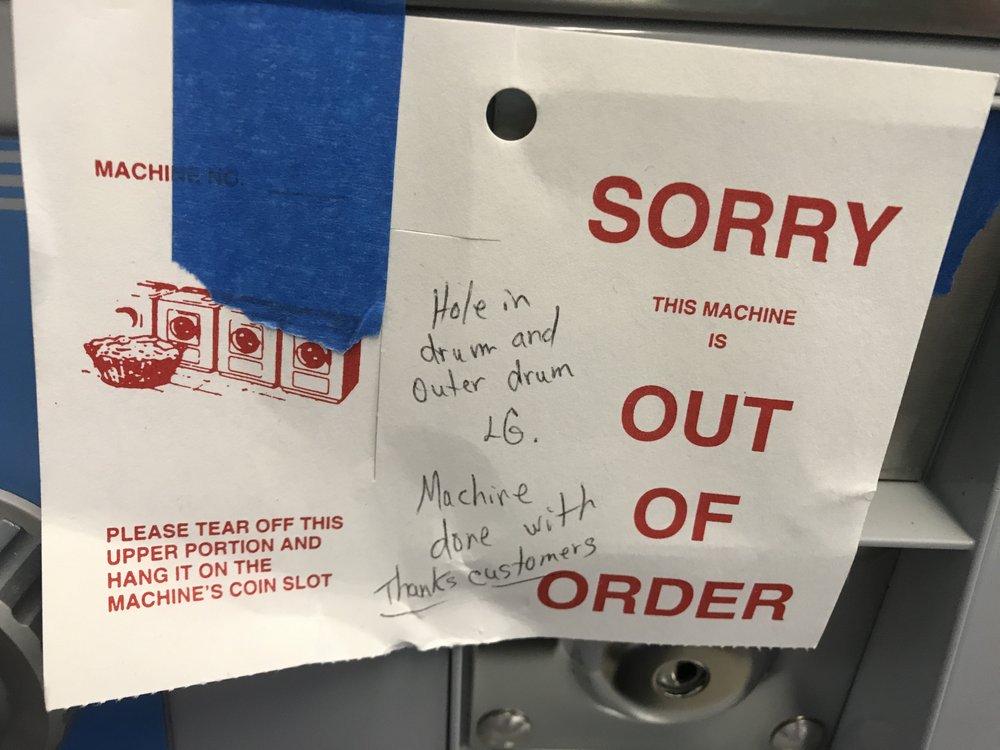 MACHINE NO.
PLEASE TEAR OFF THIS
UPPER PORTION AND
HANG IT ON THE
MACHINE'S COIN SLOT
Hole in
drum and
outer drum
LG.
Machine
done with
Thanks customers
SORRY
THIS MACHINE
IS
OUT
OF
ORDER